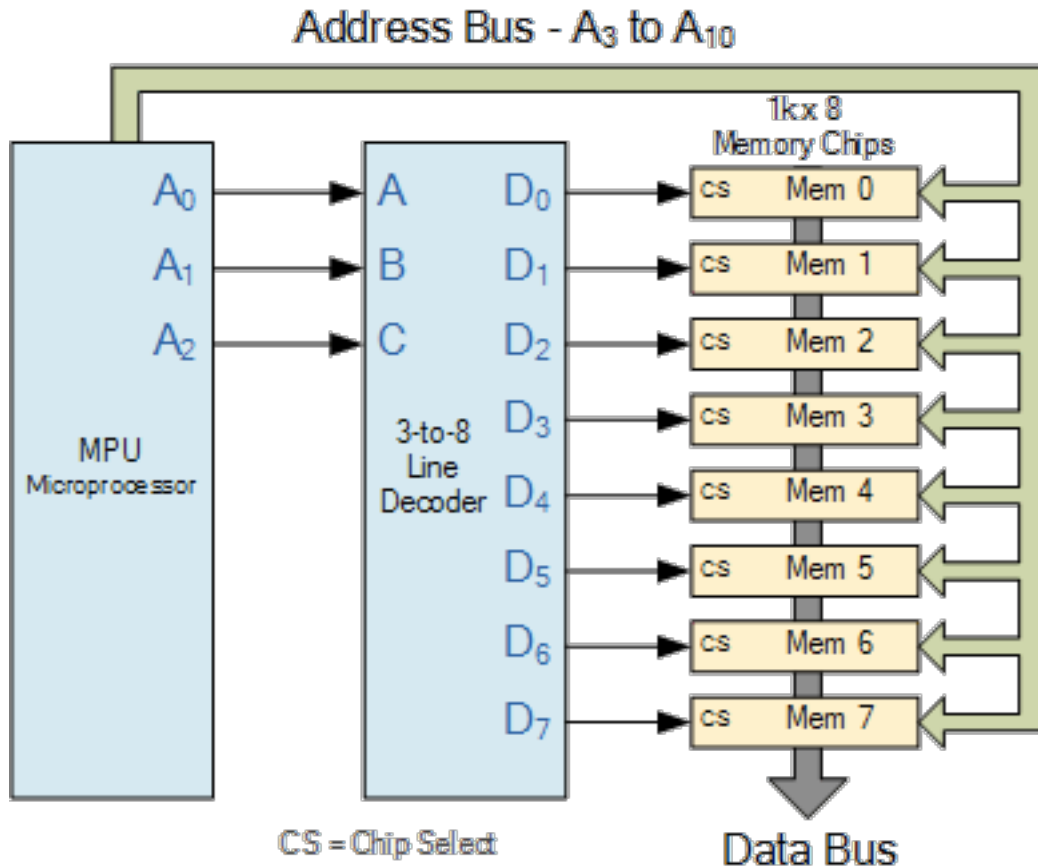 Address Bus - A₃ to A₁₀
1k x 8
Memory Chips
A₀
A₁
A₂
MPU
Microprocessor
A
B
C
3-to-8
Line
Decoder
D₀
D₁
D₂
D₃
D₄
D₅
D₆
D₇
CS Mem 0
CS Mem 1
CS Mem 2
CS Mem 3
CS Mem 4
CS Mem 5
CS Mem 6
CS Mem 7
CS = Chip Select
Data Bus